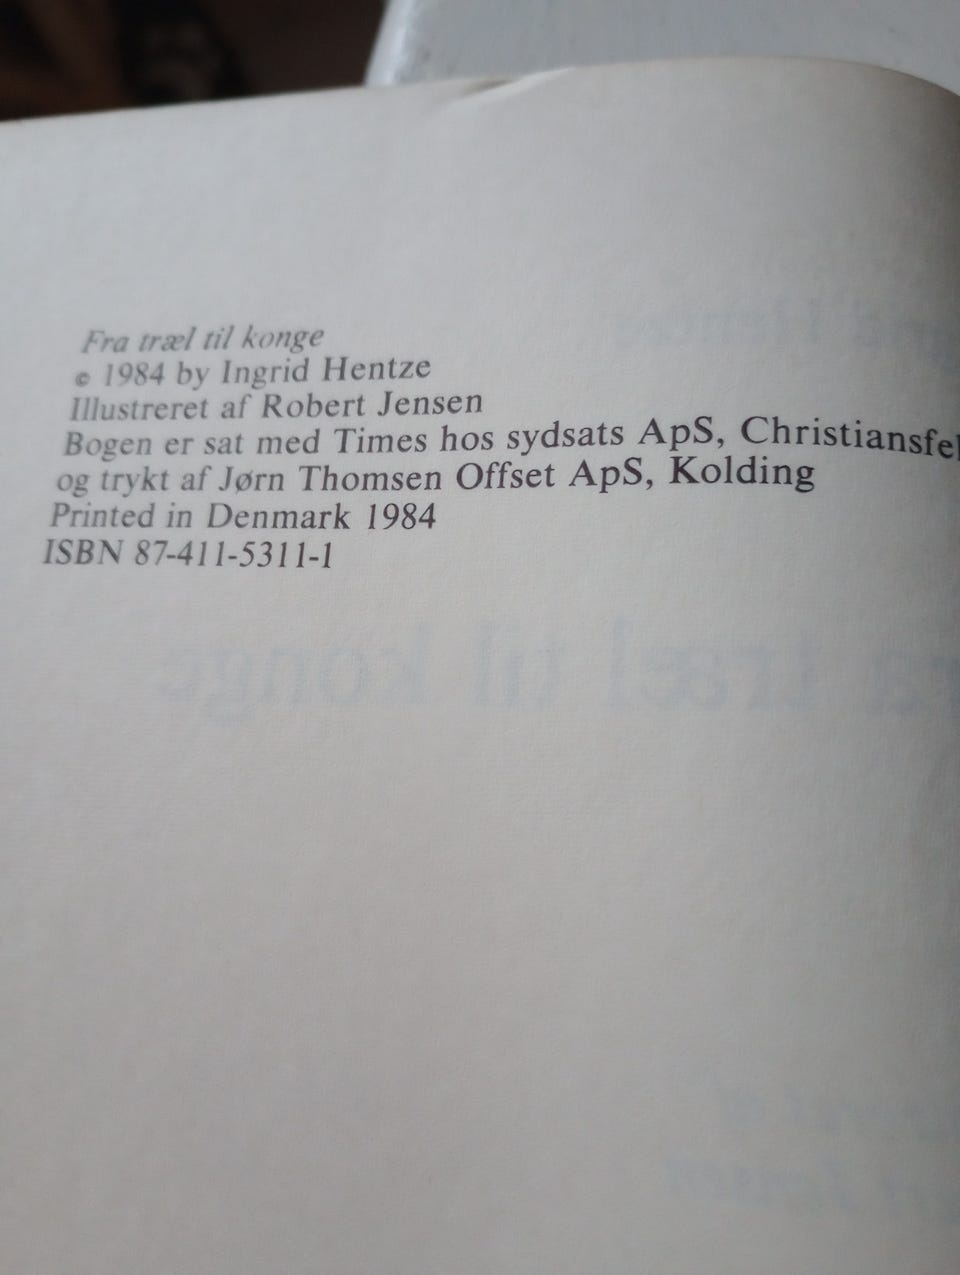 Fra træl til konge
© 1984 by Ingrid Hentze
Illustreret af Robert Jensen
Bogen er sat med Times hos sydsats ApS, Christiansfel
og trykt af Jørn Thomsen Offset ApS, Kolding
Printed in Denmark 1984
ISBN 87-411-5311-1